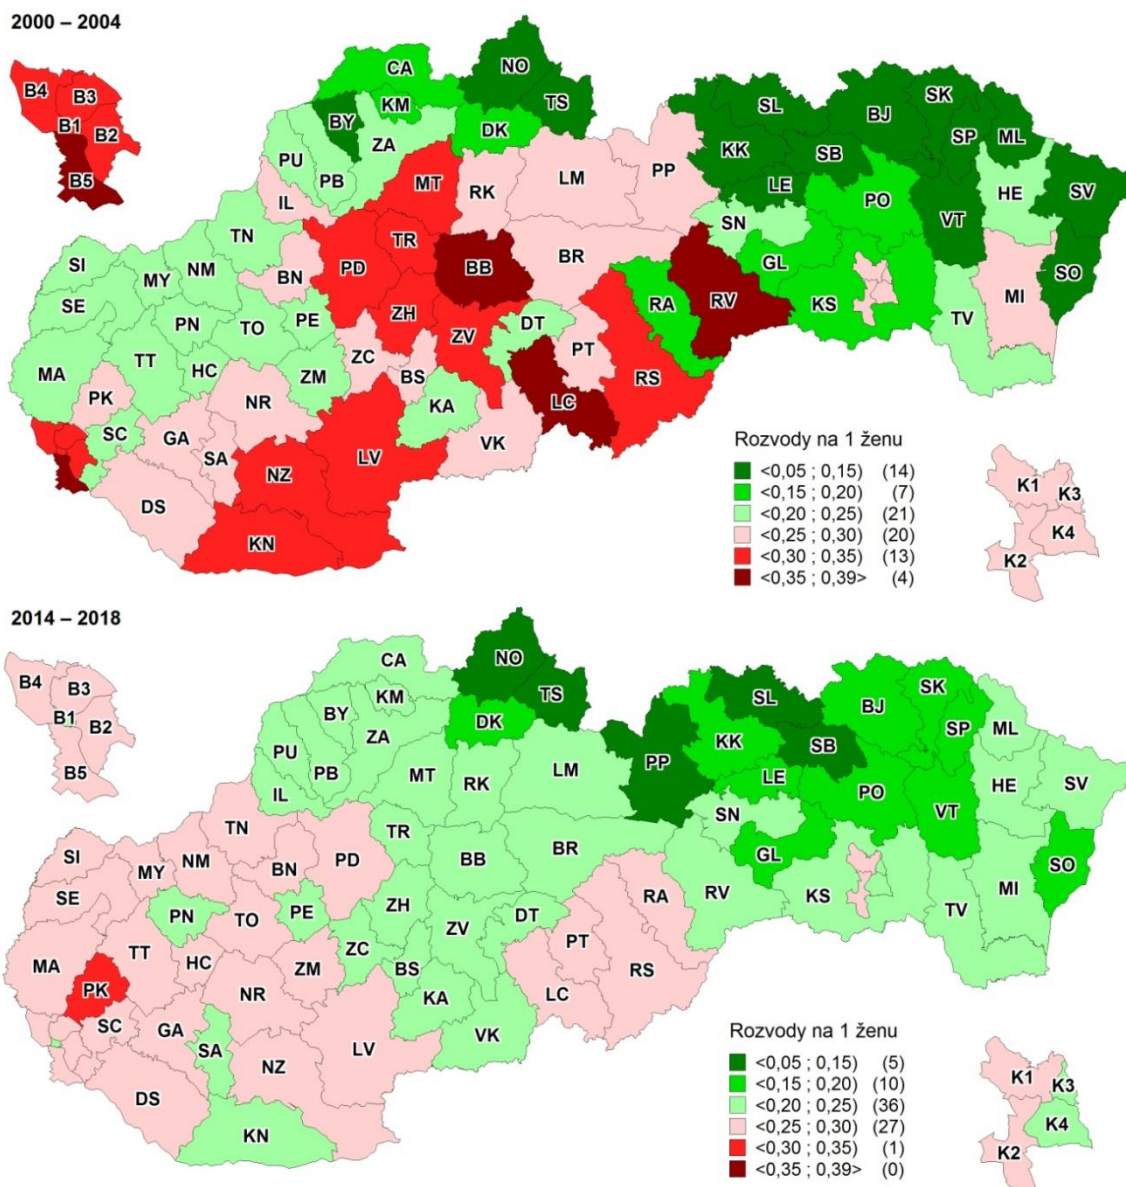 2000 – 2004
B4 B3
B1 B2
B5
CA NO
KM TS
BY DK
ZA
PU PB
MT RK LM PP
IL
TN
SL BJ SK
KK SB SP ML
LE PO HE SV
SN VT
SI MY NM BN PD TR BB BR RA RV GL KS MI SO
SE PN TO PE ZH ZV DT TV
MA TT HC ZM ZC BS PT RS
PK NR KA LC
SC GA SA VK
DS NZ LV
KN
Rozvody na 1 ženu
<0,05 ; 0,15) (14)
<0,15 ; 0,20) (7)
<0,20 ; 0,25) (21)
<0,25 ; 0,30) (20)
<0,30 ; 0,35) (13)
<0,35 ; 0,39> (4)
K1 K3
K4
K2
2014 – 2018
B4 B3
B1 B2
B5
CA NO
KM TS
BY DK
ZA
PU PB
MT RK LM PP
IL
TN
SL BJ SK
KK SB SP ML
LE PO HE SV
SN VT
SI MY NM BN PD TR BB BR RA RV GL KS MI SO
SE PN TO PE ZH ZV DT TV
MA TT HC ZM ZC BS PT RS
PK NR KA LC
SC GA SA VK
DS NZ LV
KN
Rozvody na 1 ženu
<0,05 ; 0,15) (5)
<0,15 ; 0,20) (10)
<0,20 ; 0,25) (36)
<0,25 ; 0,30) (27)
<0,30 ; 0,35) (1)
<0,35 ; 0,39> (0)
K1 K3
K4
K2